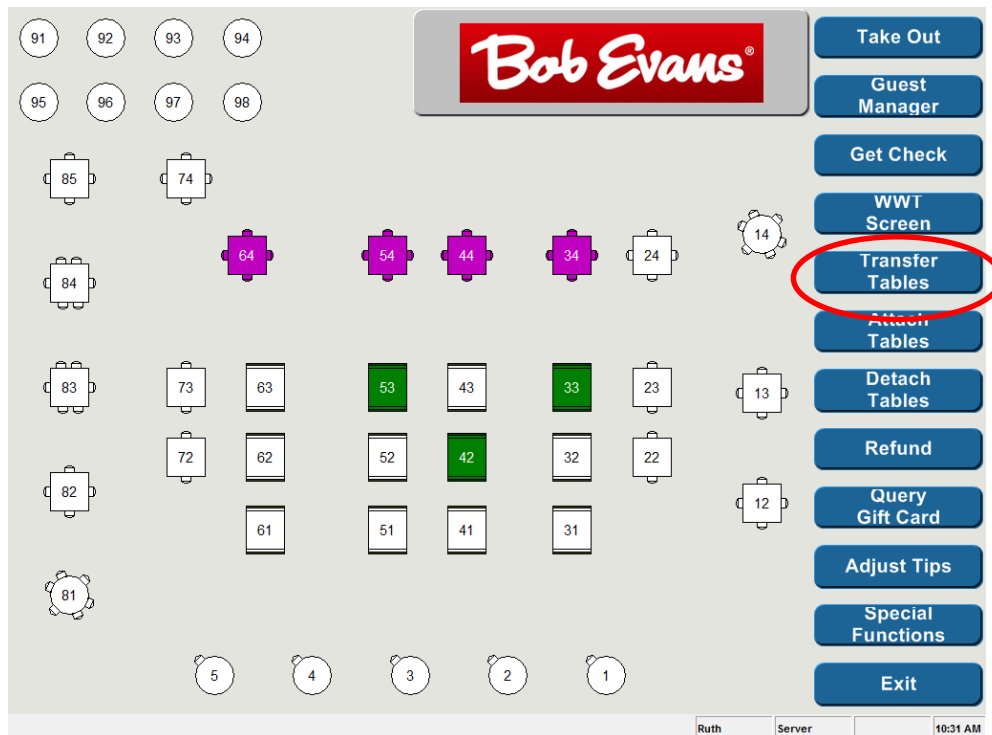 91 92 93 94
Bob Evans®
Take Out
95 96 97 98
Guest
Manager
Get Check
85 74
WWT
Screen
64 54 44 34 24 14
Transfer
Tables
84
Attach
Tables
83 73 63 53 43 33 23 13
Detach
Tables
72 62 52 42 32 22
Refund
82 12
Query
Gift Card
61 51 41 31
Adjust Tips
81
Special
Functions
5 4 3 2 1
Exit
Ruth Server 10:31 AM